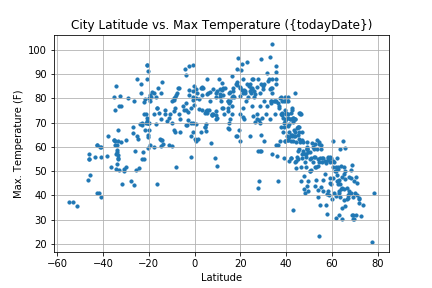 City Latitude vs. Max Temperature ({todayDate})
100
90
80
70
60
50
40
30
20
Max. Temperature (F)
−60 −40 −20 0 20 40 60 80
Latitude